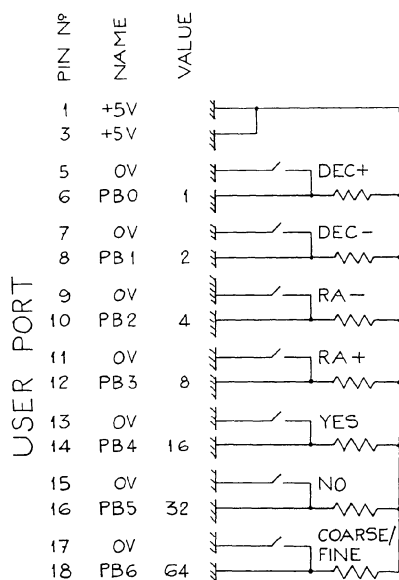 PIN Nº NAME VALUE
1 +5V
3 +5V
5 0V DEC+
6 PB0 1
7 0V DEC-
8 PB1 2
9 0V RA-
10 PB2 4
11 0V RA+
12 PB3 8
13 0V YES
14 PB4 16
15 0V NO
16 PB5 32
17 0V COARSE/
FINE
18 PB6 64
USER PORT